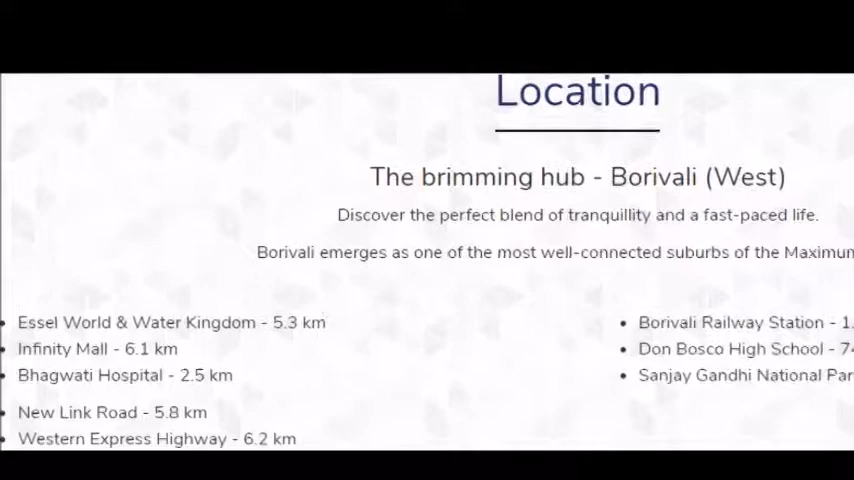 Location
The brimming hub - Borivali (West)
Discover the perfect blend of tranquillity and a fast-paced life.
Borivali emerges as one of the most well-connected suburbs of the Maximum
• Essel World & Water Kingdom - 5.3 km
• Infinity Mall - 6.1 km
• Bhagwati Hospital - 2.5 km
• New Link Road - 5.8 km
• Western Express Highway - 6.2 km
• Borivali Railway Station - 1.
• Don Bosco High School - 74
• Sanjay Gandhi National Par